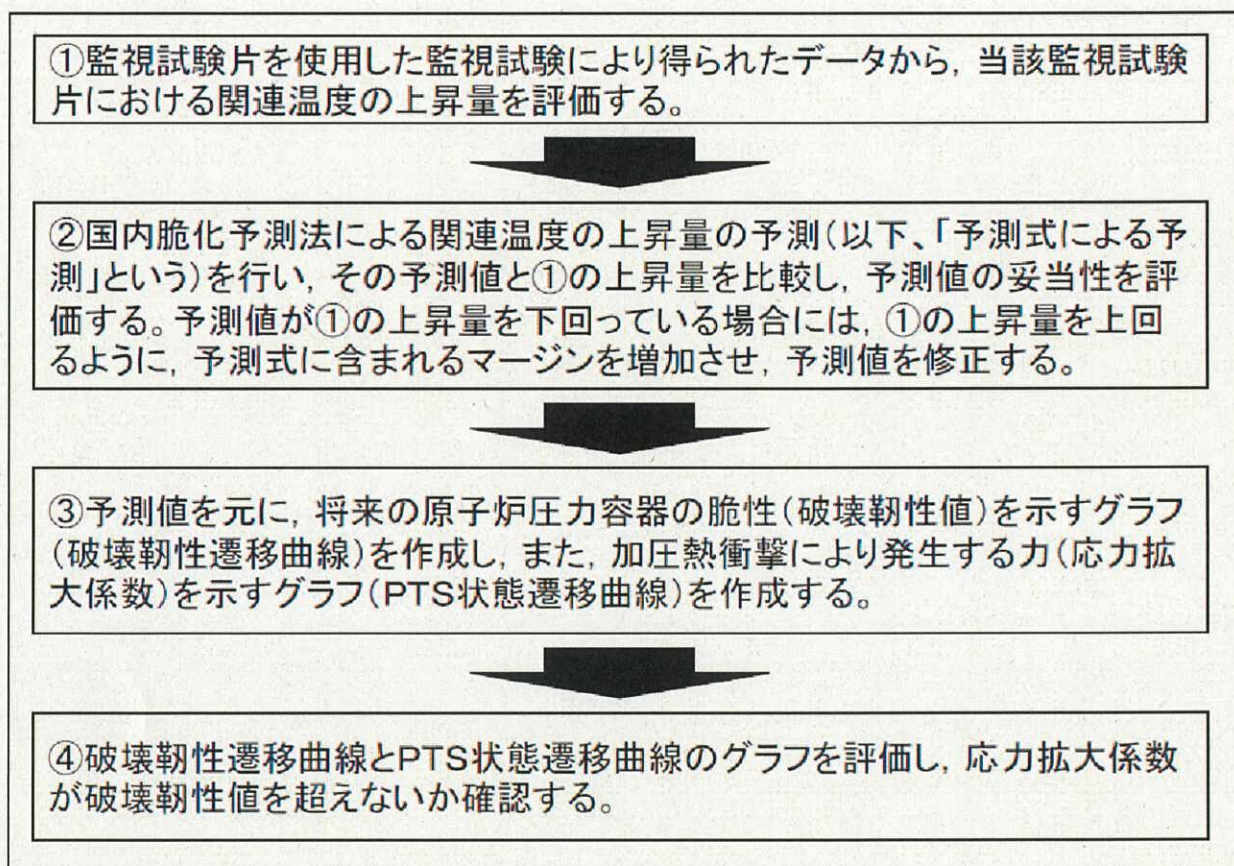 ①監視試験片を使用した監視試験により得られたデータから, 当該監視試験
片における関連温度の上昇量を評価する。
②国内脆化予測法による関連温度の上昇量の予測(以下、「予測式による予
測」という)を行い, その予測値と①の上昇量を比較し, 予測値の妥当性を評
価する。予測値が①の上昇量を下回っている場合には, ①の上昇量を上回
るように, 予測式に含まれるマージンを増加させ, 予測値を修正する。
③予測値を元に, 将来の原子炉圧力容器の脆性(破壊靭性値)を示すグラフ
(破壊靭性遷移曲線)を作成し, また, 加圧熱衝撃により発生する力(応力拡
大係数)を示すグラフ(PTS状態遷移曲線)を作成する。
④破壊靭性遷移曲線とPTS状態遷移曲線のグラフを評価し, 応力拡大係数
が破壊靭性値を超えないか確認する。